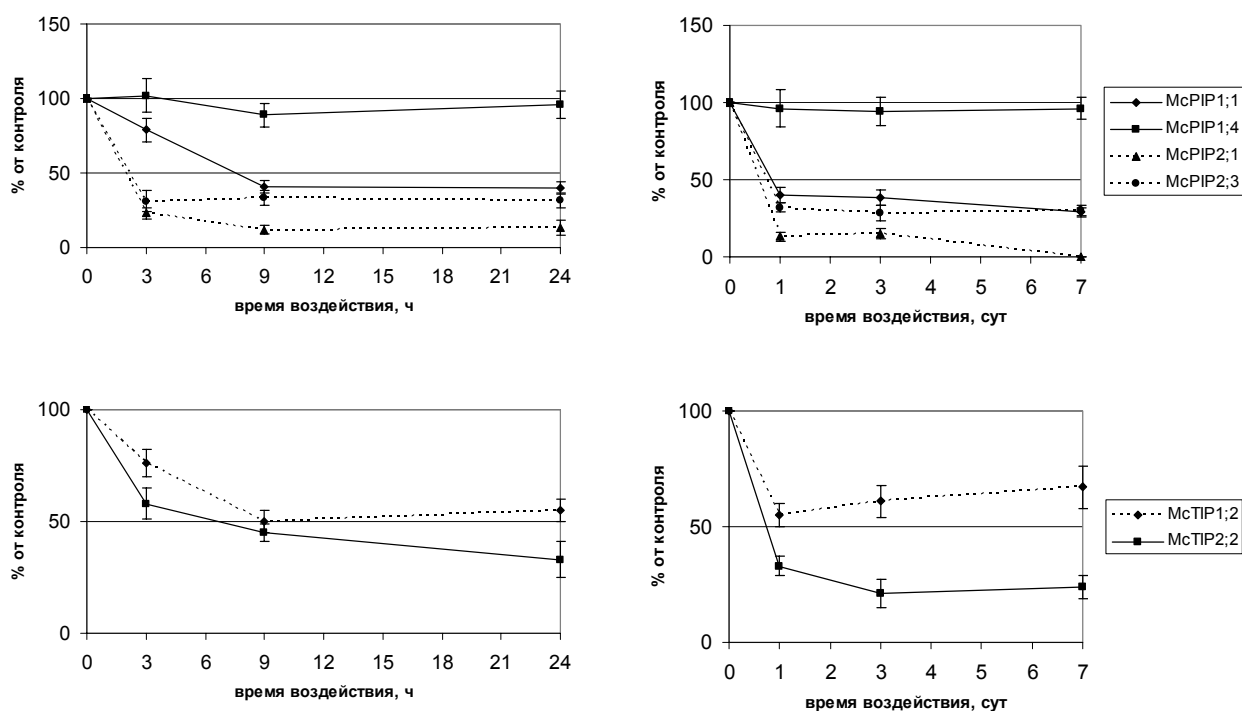 150
100
50
0
% от контроля
0 3 6 9 12 15 18 21 24
время воздействия, ч
150
100
50
0
% от контроля
0 1 2 3 4 5 6 7
время воздействия, сут
McPIP1;1
McPIP1;4
McPIP2;1
McPIP2;3
100
50
0
% от контроля
0 3 6 9 12 15 18 21 24
время воздействия, ч
100
50
0
% от контроля
0 1 2 3 4 5 6 7
время воздействия, сут
McTIP1;2
McTIP2;2